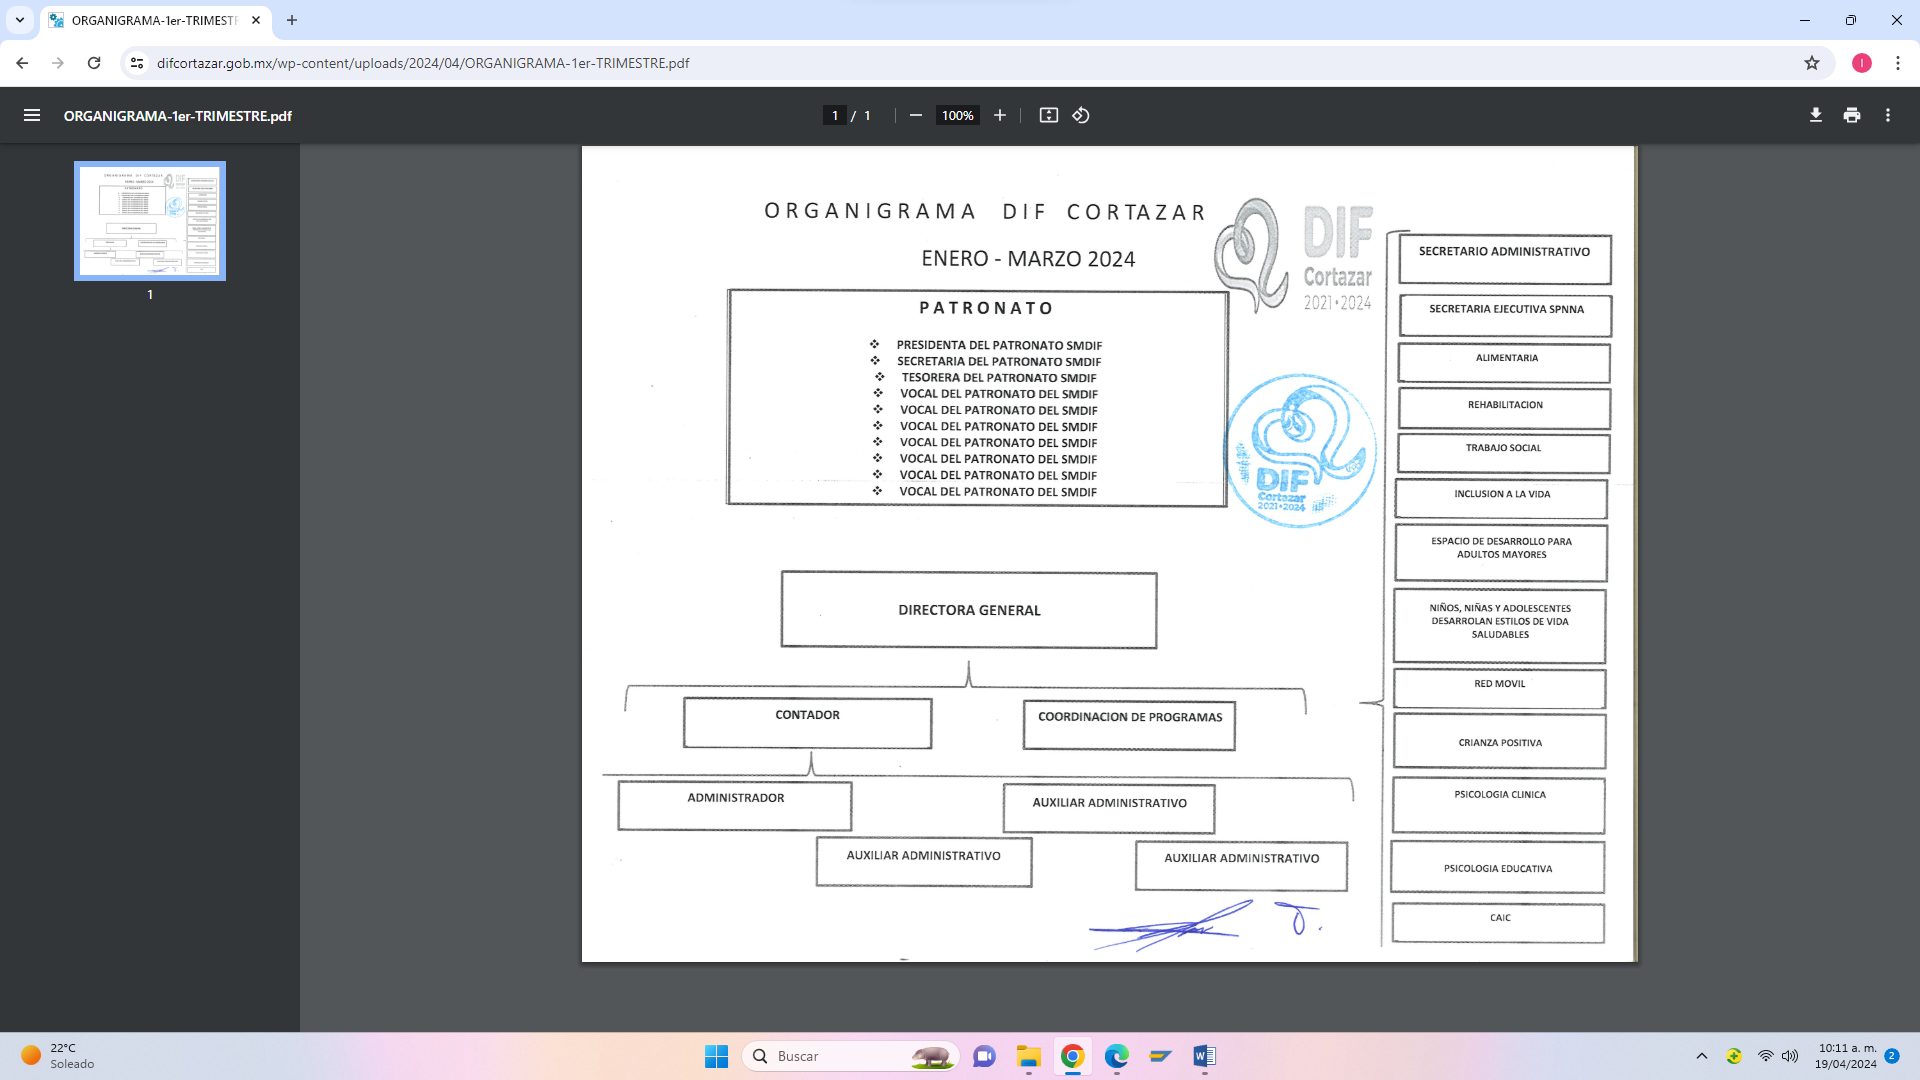 ORGANIGRAMA-1er-TRIMESTR
difcortazar.gob.mx/wp-content/uploads/2024/04/ORGANIGRAMA-1er-TRIMESTRE.pdf
I
ORGANIGRAMA-1er-TRIMESTRE.pdf
1 / 1
100%
1
ORGANIGRAMA DIF CORTAZAR
ENERO - MARZO 2024
DIF
Cortazar
2021•2024
PATRONATO
❖ PRESIDENTA DEL PATRONATO SMDIF
❖ SECRETARIA DEL PATRONATO SMDIF
❖ TESORERA DEL PATRONATO SMDIF
❖ VOCAL DEL PATRONATO DEL SMDIF
❖ VOCAL DEL PATRONATO DEL SMDIF
❖ VOCAL DEL PATRONATO DEL SMDIF
❖ VOCAL DEL PATRONATO DEL SMDIF
❖ VOCAL DEL PATRONATO DEL SMDIF
❖ VOCAL DEL PATRONATO DEL SMDIF
❖ VOCAL DEL PATRONATO DEL SMDIF
DIF
Cortazar
2021•2024
DIRECTORA GENERAL
CONTADOR
COORDINACION DE PROGRAMAS
ADMINISTRADOR
AUXILIAR ADMINISTRATIVO
AUXILIAR ADMINISTRATIVO
AUXILIAR ADMINISTRATIVO
SECRETARIO ADMINISTRATIVO
SECRETARIA EJECUTIVA SPNNA
ALIMENTARIA
REHABILITACION
TRABAJO SOCIAL
INCLUSION A LA VIDA
ESPACIO DE DESARROLLO PARA
ADULTOS MAYORES
NIÑOS, NIÑAS Y ADOLESCENTES
DESARROLAN ESTILOS DE VIDA
SALUDABLES
RED MOVIL
CRIANZA POSITIVA
PSICOLOGIA CLINICA
PSICOLOGIA EDUCATIVA
CAIC
22°C
Soleado
Buscar
10:11 a. m.
19/04/2024
2